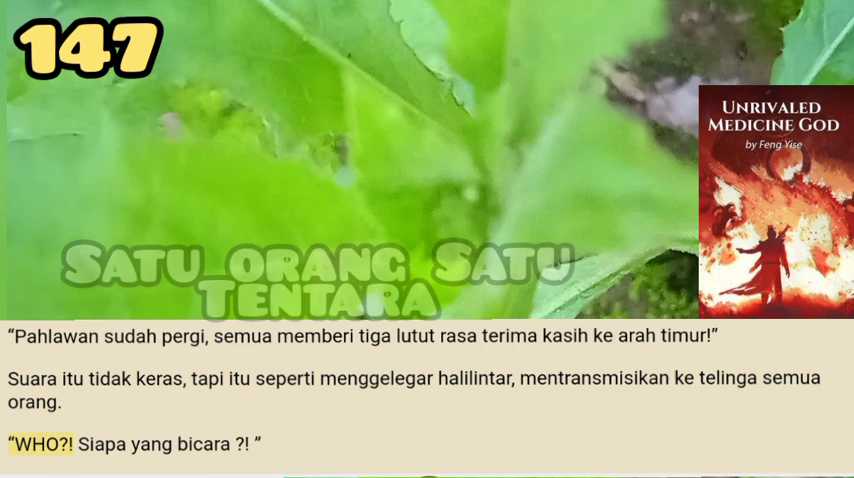 147
UNRIVALED
MEDICINE GOD
by Feng Yise
SATU ORANG SATU
TENTARA
“Pahlawan sudah pergi, semua memberi tiga lutut rasa terima kasih ke arah timur!”
Suara itu tidak keras, tapi itu seperti menggelegar halilintar, mentransmisikan ke telinga semua
orang.
“WHO?! Siapa yang bicara ?! ”